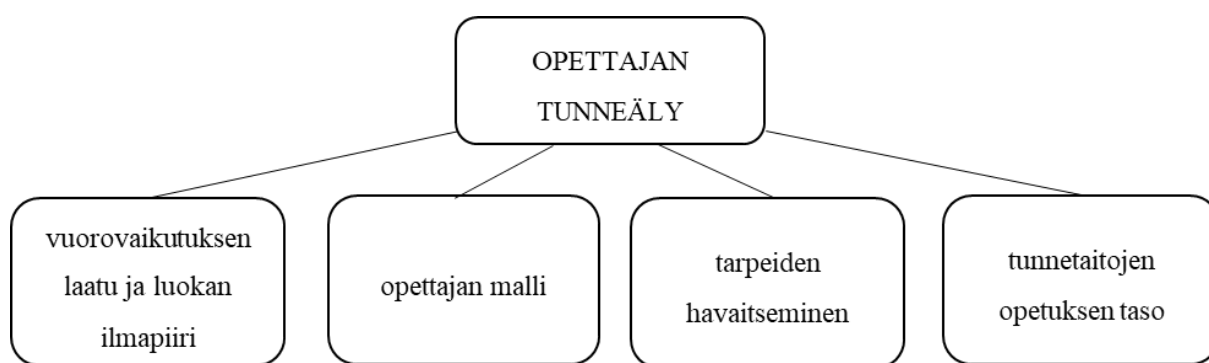 OPETTAJAN
TUNNEÄLY
vuorovaikutuksen
laatu ja luokan
ilmapiiri
opettajan malli
tarpeiden
havaitseminen
tunnetaitojen
opetuksen taso